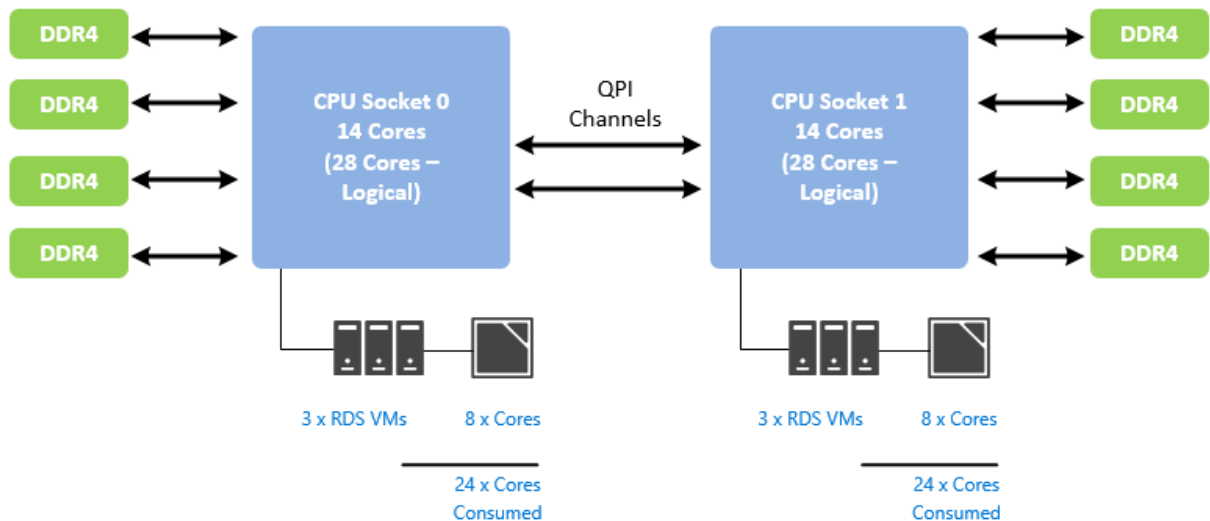 DDR4
DDR4
DDR4
DDR4
CPU Socket 0
14 Cores
(28 Cores –
Logical)
QPI
Channels
CPU Socket 1
14 Cores
(28 Cores –
Logical)
DDR4
DDR4
DDR4
DDR4
3 x RDS VMs
8 x Cores
24 x Cores
Consumed
3 x RDS VMs
8 x Cores
24 x Cores
Consumed